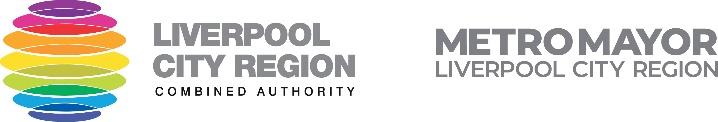 LIVERPOOL
CITY REGION
COMBINED AUTHORITY
METRO MAYOR
LIVERPOOL CITY REGION